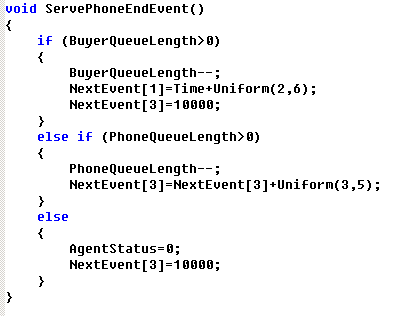 void ServePhoneEndEvent()
{
    if (BuyerQueueLength>0)
    {
        BuyerQueueLength--;
        NextEvent[1]=Time+Uniform(2,6);
        NextEvent[3]=10000;
    }
    else if (PhoneQueueLength>0)
    {
        PhoneQueueLength--;
        NextEvent[3]=NextEvent[3]+Uniform(3,5);
    }
    else
    {
        AgentStatus=0;
        NextEvent[3]=10000;
    }
}